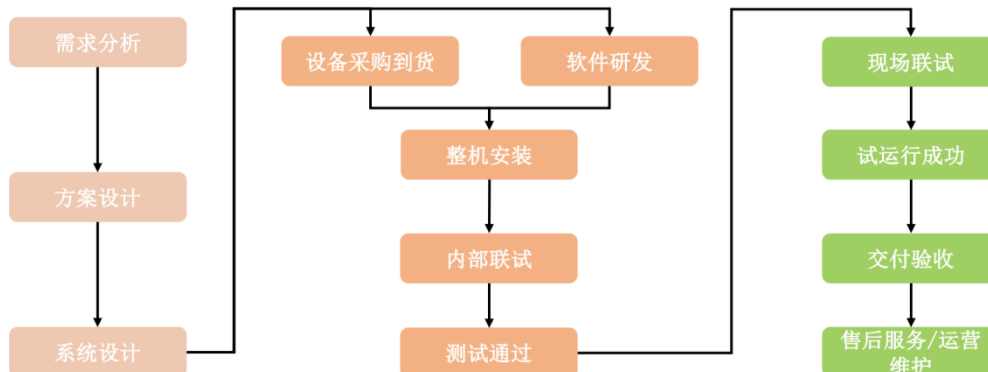 需求分析
方案设计
系统设计
设备采购到货
软件研发
整机安装
内部联试
测试通过
现场联试
试运行成功
交付验收
售后服务/运营
维护